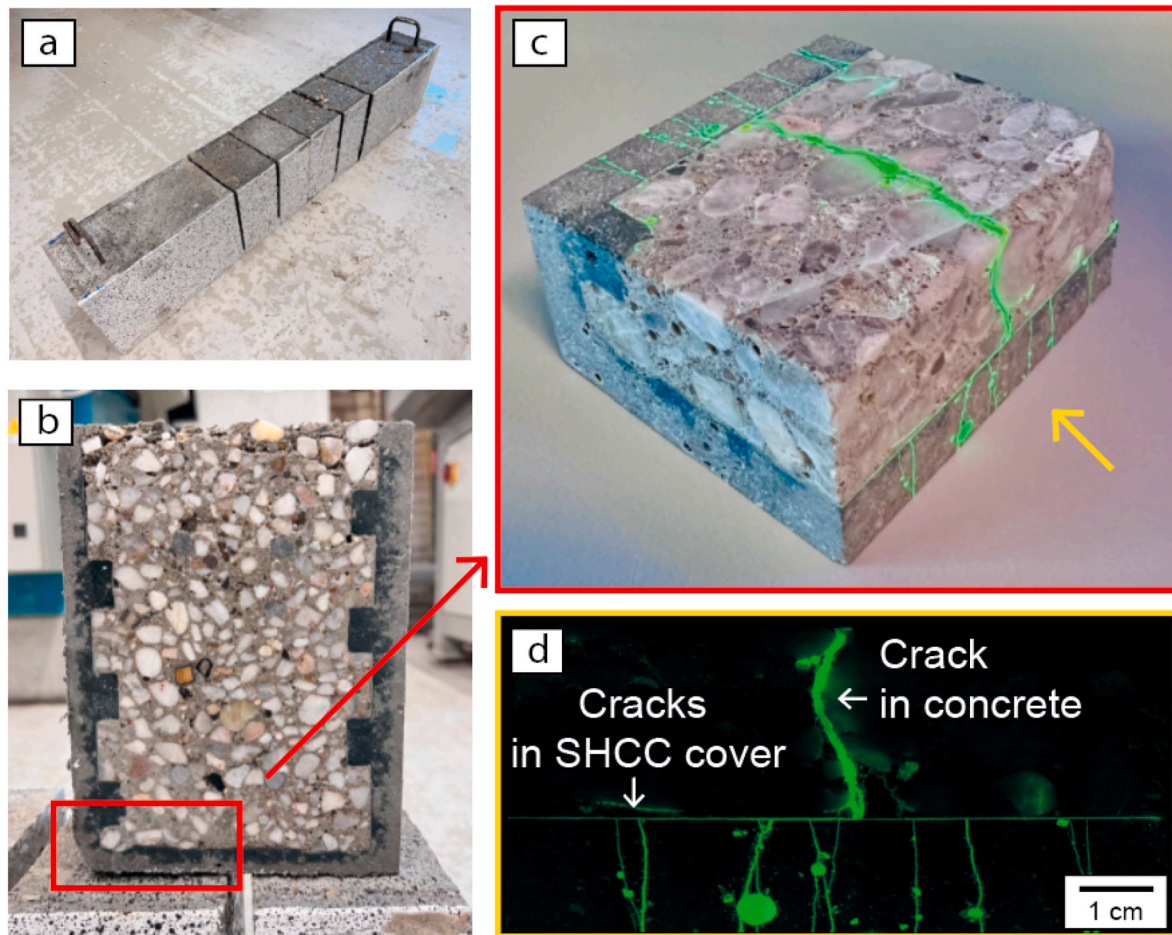 a
b
c
d
Cracks
in SHCC cover
Crack
in concrete
1 cm